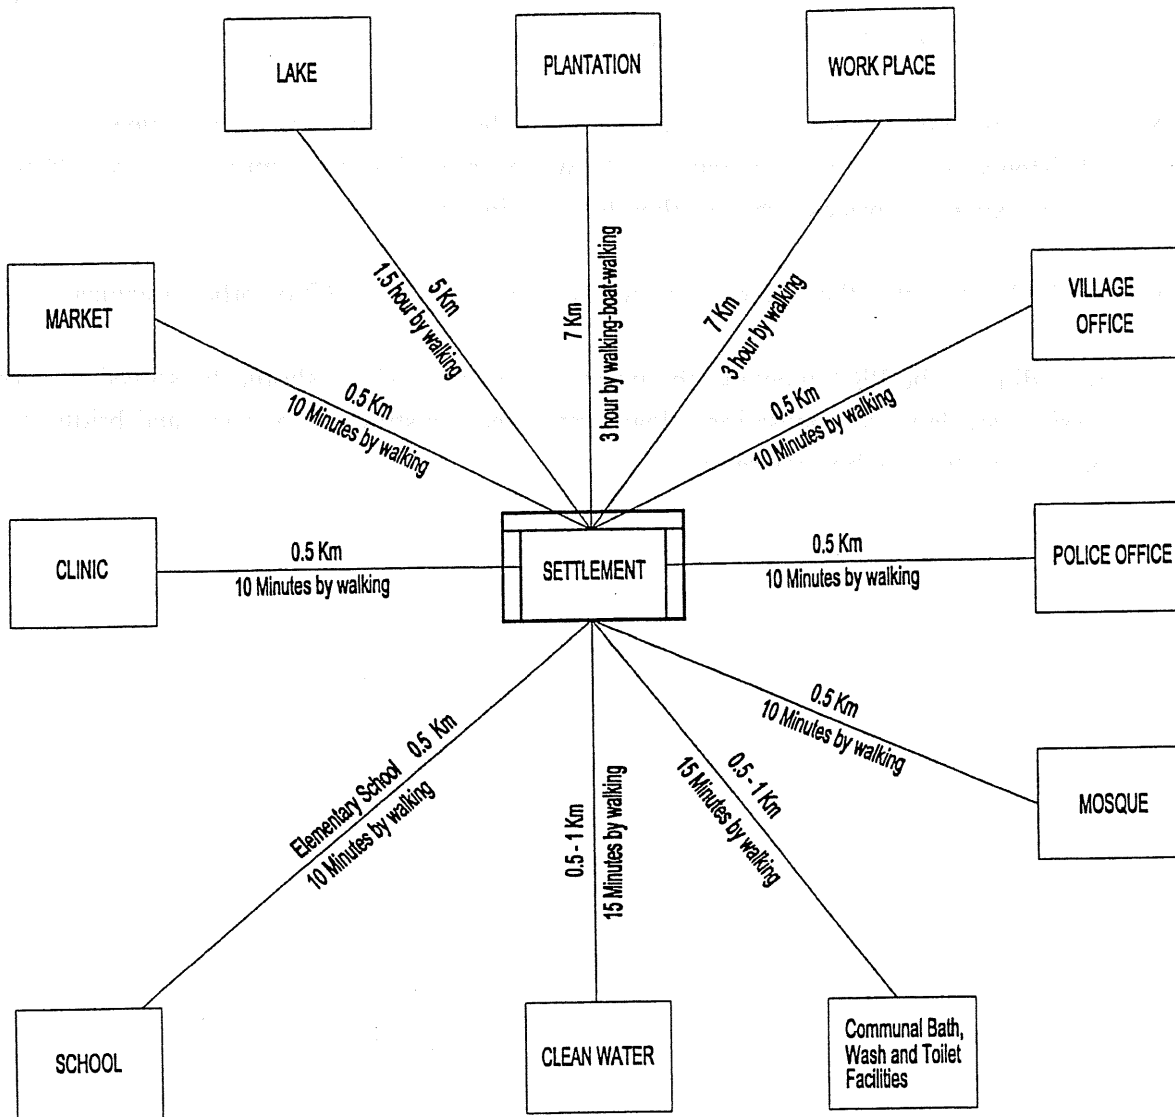 LAKE
PLANTATION
WORK PLACE
5 Km
1.5 hour by walking
7 Km
3 hour by walking-boat-walking
7 Km
3 hour by walking
MARKET
0.5 Km
10 Minutes by walking
VILLAGE
OFFICE
0.5 Km
10 Minutes by walking
CLINIC
0.5 Km
10 Minutes by walking
SETTLEMENT
0.5 Km
10 Minutes by walking
POLICE OFFICE
Elementary School 0.5 Km
10 Minutes by walking
0.5 - 1 Km
15 Minutes by walking
0.5 - 1 Km
15 Minutes by walking
0.5 Km
10 Minutes by walking
MOSQUE
SCHOOL
CLEAN WATER
Communal Bath,
Wash and Toilet
Facilities